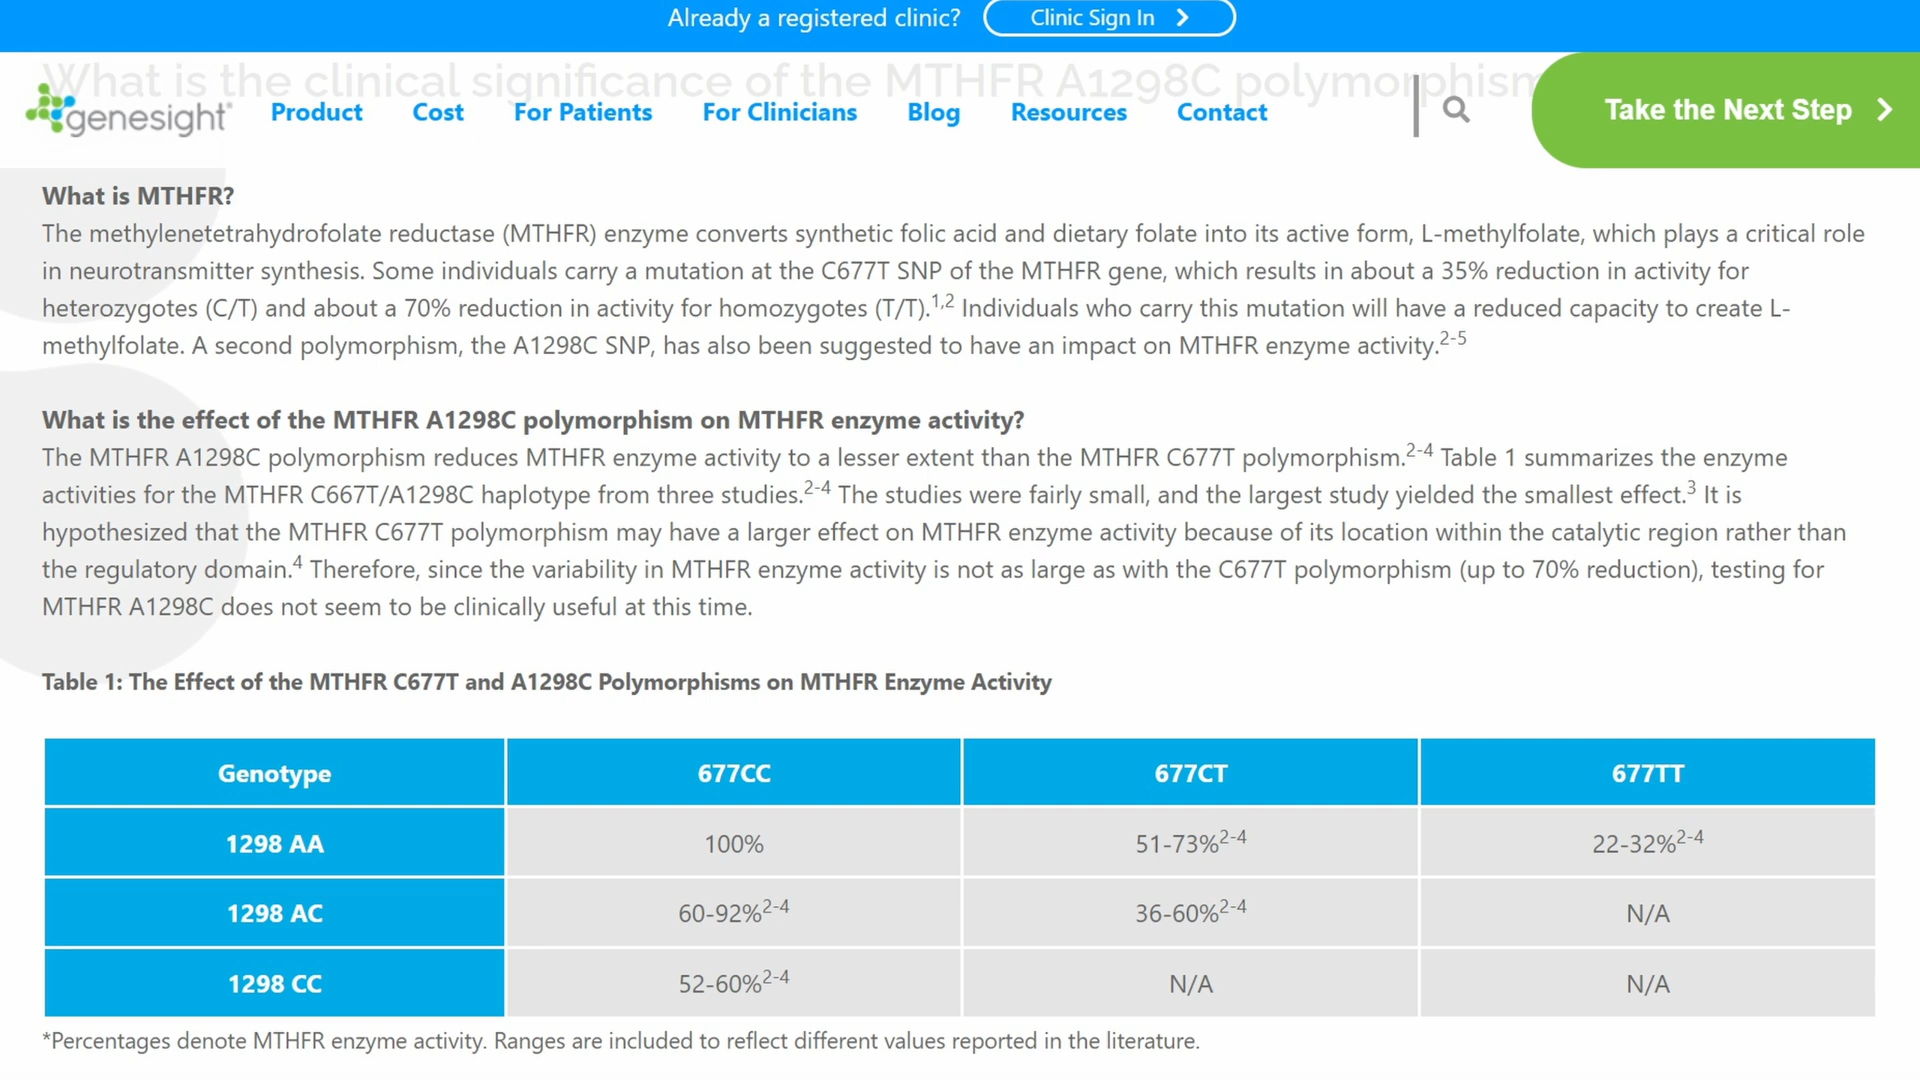 Already a registered clinic? Clinic Sign In
What is the clinical significance of the MTHFR A1298C polymorphism
genesight Product Cost For Patients For Clinicians Blog Resources Contact Take the Next Step
What is MTHFR?
The methylenetetrahydrofolate reductase (MTHFR) enzyme converts synthetic folic acid and dietary folate into its active form, L-methylfolate, which plays a critical role
in neurotransmitter synthesis. Some individuals carry a mutation at the C677T SNP of the MTHFR gene, which results in about a 35% reduction in activity for
heterozygotes (C/T) and about a 70% reduction in activity for homozygotes (T/T).1,2 Individuals who carry this mutation will have a reduced capacity to create L-
methylfolate. A second polymorphism, the A1298C SNP, has also been suggested to have an impact on MTHFR enzyme activity.2-5
What is the effect of the MTHFR A1298C polymorphism on MTHFR enzyme activity?
The MTHFR A1298C polymorphism reduces MTHFR enzyme activity to a lesser extent than the MTHFR C677T polymorphism.2-4 Table 1 summarizes the enzyme
activities for the MTHFR C667T/A1298C haplotype from three studies.2-4 The studies were fairly small, and the largest study yielded the smallest effect.3 It is
hypothesized that the MTHFR C677T polymorphism may have a larger effect on MTHFR enzyme activity because of its location within the catalytic region rather than
the regulatory domain.4 Therefore, since the variability in MTHFR enzyme activity is not as large as with the C677T polymorphism (up to 70% reduction), testing for
MTHFR A1298C does not seem to be clinically useful at this time.
Table 1: The Effect of the MTHFR C677T and A1298C Polymorphisms on MTHFR Enzyme Activity
Genotype 677CC 677CT 677TT
1298 AA 100% 51-73%2-4 22-32%2-4
1298 AC 60-92%2-4 36-60%2-4 N/A
1298 CC 52-60%2-4 N/A N/A
*Percentages denote MTHFR enzyme activity. Ranges are included to reflect different values reported in the literature.